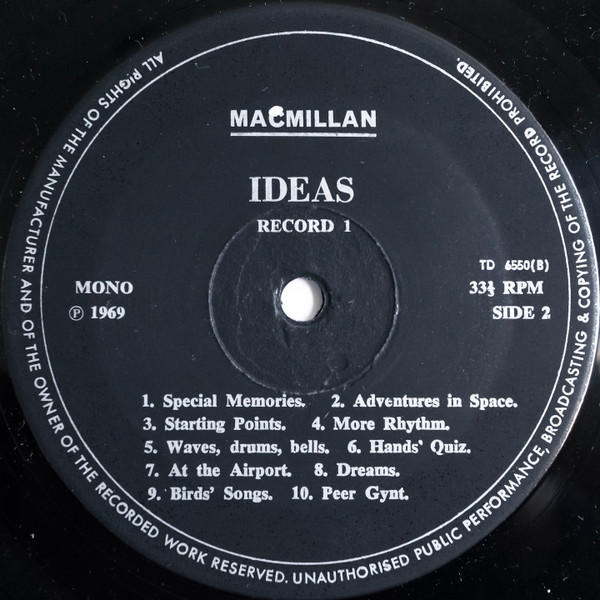 MACMILLAN
IDEAS
RECORD 1
TD 6550(B)
MONO
33⅓ RPM
℗ 1969
SIDE 2
1. Special Memories. 2. Adventures in Space.
3. Starting Points. 4. More Rhythm.
5. Waves, drums, bells. 6. Hands' Quiz.
7. At the Airport. 8. Dreams.
9. Birds' Songs. 10. Peer Gynt.
ALL RIGHTS OF THE MANUFACTURER AND OF THE OWNER OF THE RECORDED WORK RESERVED. UNAUTHORISED PUBLIC PERFORMANCE, BROADCASTING & COPYING OF THE RECORD PROHIBITED.